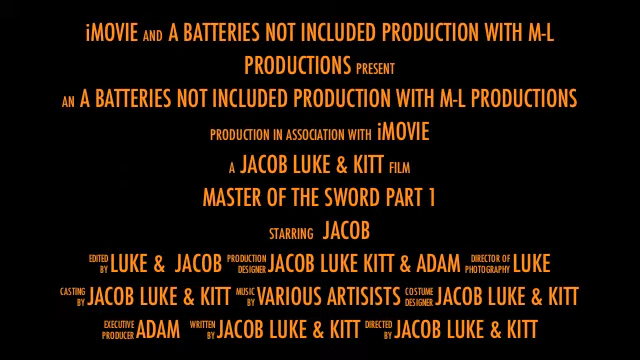 iMOVIE AND A BATTERIES NOT INCLUDED PRODUCTION WITH M-L
PRODUCTIONS PRESENT
AN A BATTERIES NOT INCLUDED PRODUCTION WITH M-L PRODUCTIONS
PRODUCTION IN ASSOCIATION WITH iMOVIE
A JACOB LUKE & KITT FILM
MASTER OF THE SWORD PART 1
STARRING JACOB
EDITED BY LUKE & JACOB PRODUCTION DESIGNER JACOB LUKE KITT & ADAM DIRECTOR OF PHOTOGRAPHY LUKE
CASTING BY JACOB LUKE & KITT MUSIC BY VARIOUS ARTISISTS COSTUME DESIGNER JACOB LUKE & KITT
EXECUTIVE PRODUCER ADAM WRITTEN BY JACOB LUKE & KITT DIRECTED BY JACOB LUKE & KITT